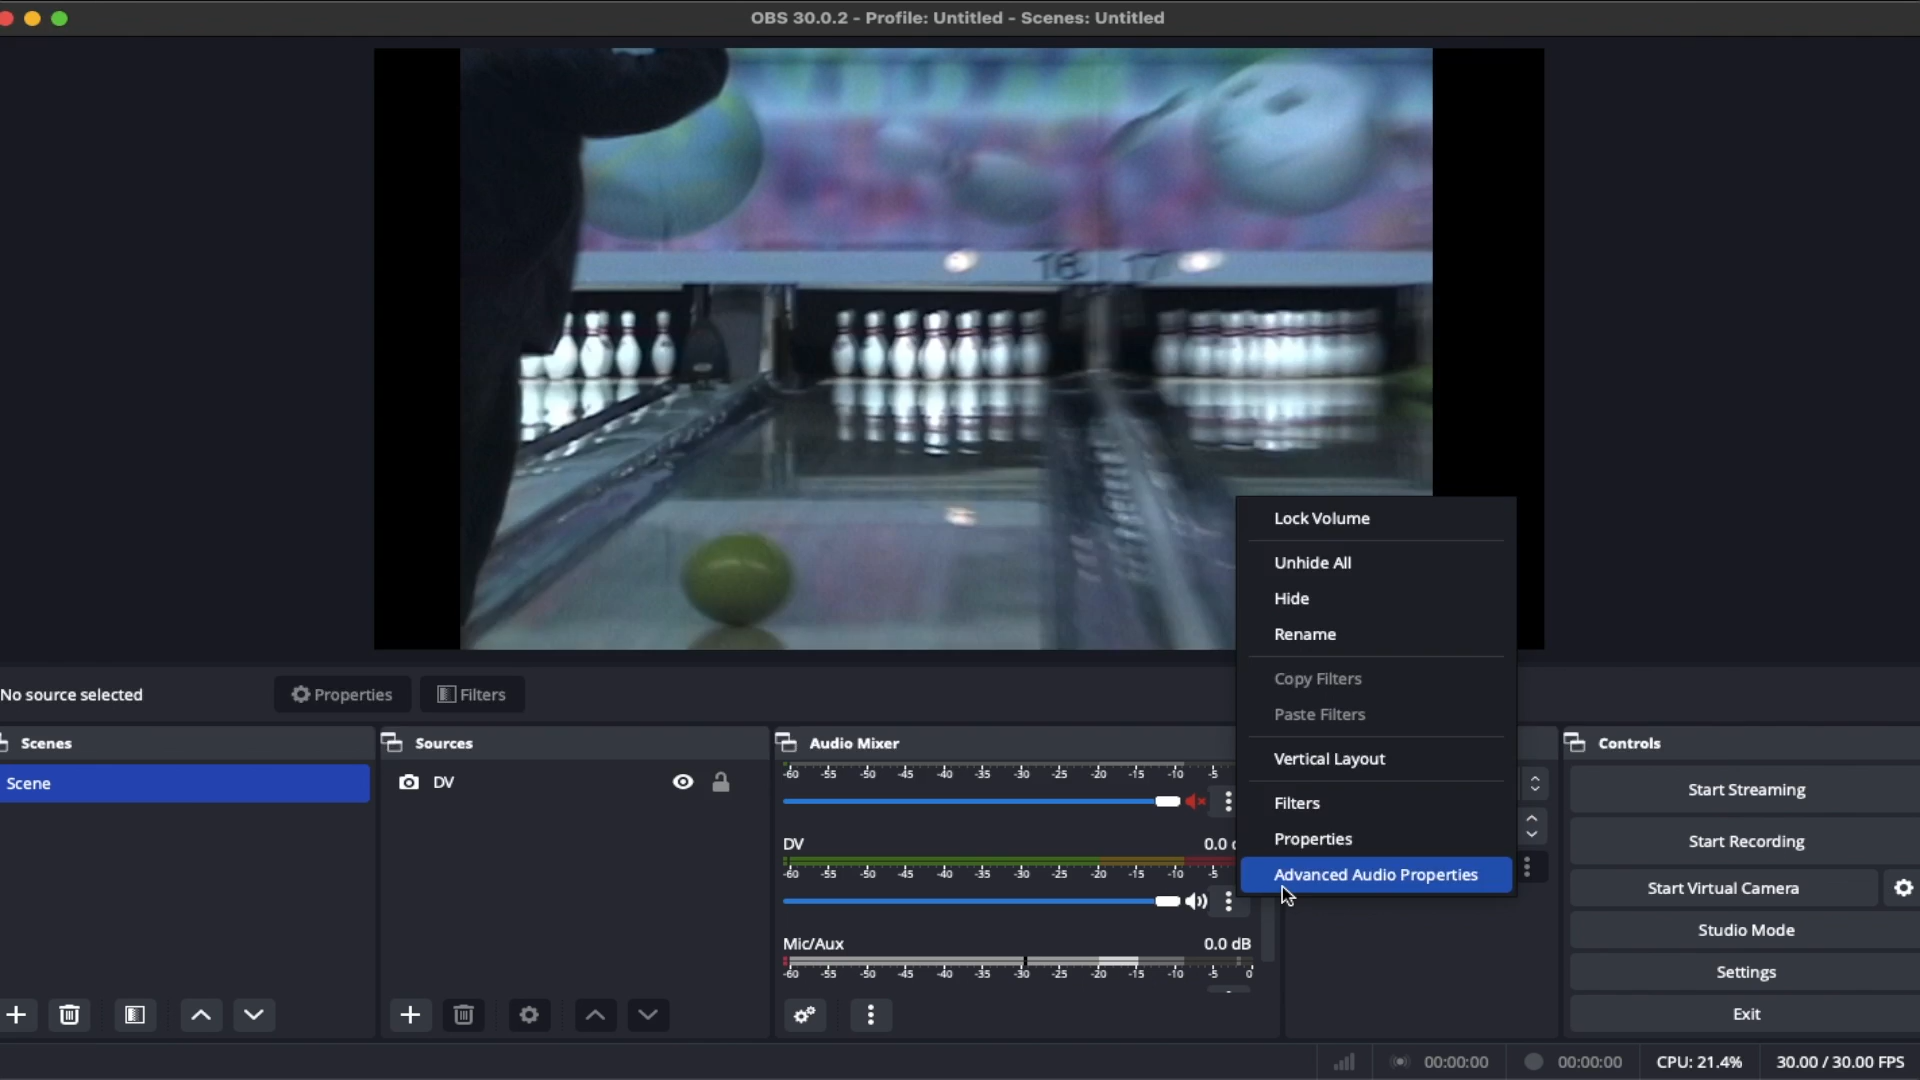 OBS 30.0.2 - Profile: Untitled - Scenes: Untitled
16 17
Lock Volume
Unhide All
Hide
Rename
Copy Filters
Paste Filters
Vertical Layout
Filters
Properties
Advanced Audio Properties
No source selected
Properties
Filters
Scenes
Scene
Sources
DV
Audio Mixer
-60 -55 -50 -45 -40 -35 -30 -25 -20 -15 -10 -5
DV 0.0
-60 -55 -50 -45 -40 -35 -30 -25 -20 -15 -10 -5
Mic/Aux 0.0 dB
-60 -55 -50 -45 -40 -35 -30 -25 -20 -15 -10 -5 0
Controls
Start Streaming
Start Recording
Start Virtual Camera
Studio Mode
Settings
Exit
00:00:00
00:00:00
CPU: 21.4%
30.00 / 30.00 FPS